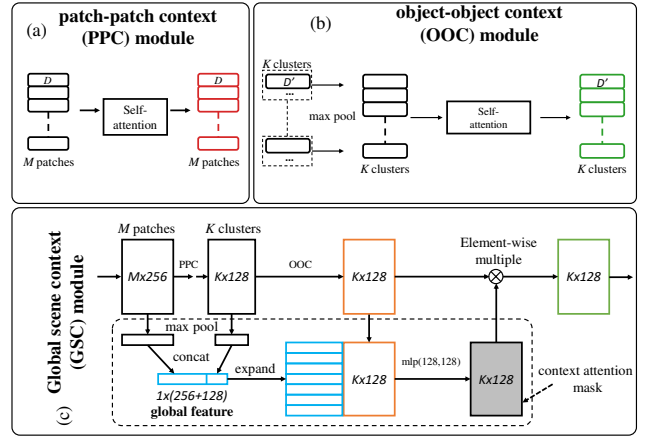 (a)
patch-patch context
(PPC) module
D
Self-
attention
D
M patches
M patches
(b)
object-object context
(OOC) module
K clusters
D'
...
max pool
...
K clusters
Self-
attention
D'
K clusters
Global scene context
(GSC) module
(c)
M patches
K clusters
Mx256
PPC
Kx128
OOC
Kx128
Element-wise
multiple
Kx128
max pool
concat
1x(256+128)
global feature
expand
Kx128
mlp(128,128)
Kx128
context attention
mask